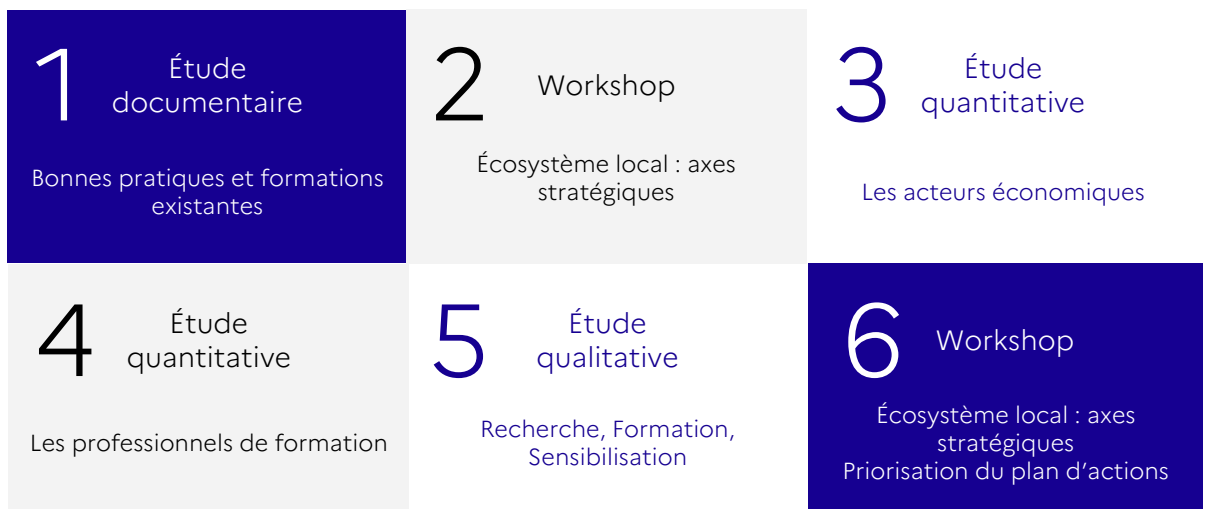 1
Étude
documentaire
Bonnes pratiques et formations
existantes
2
Workshop
Écosystème local : axes
stratégiques
3
Étude
quantitative
Les acteurs économiques
4
Étude
quantitative
Les professionnels de formation
5
Étude
qualitative
Recherche, Formation,
Sensibilisation
6
Workshop
Écosystème local : axes
stratégiques
Priorisation du plan d’actions